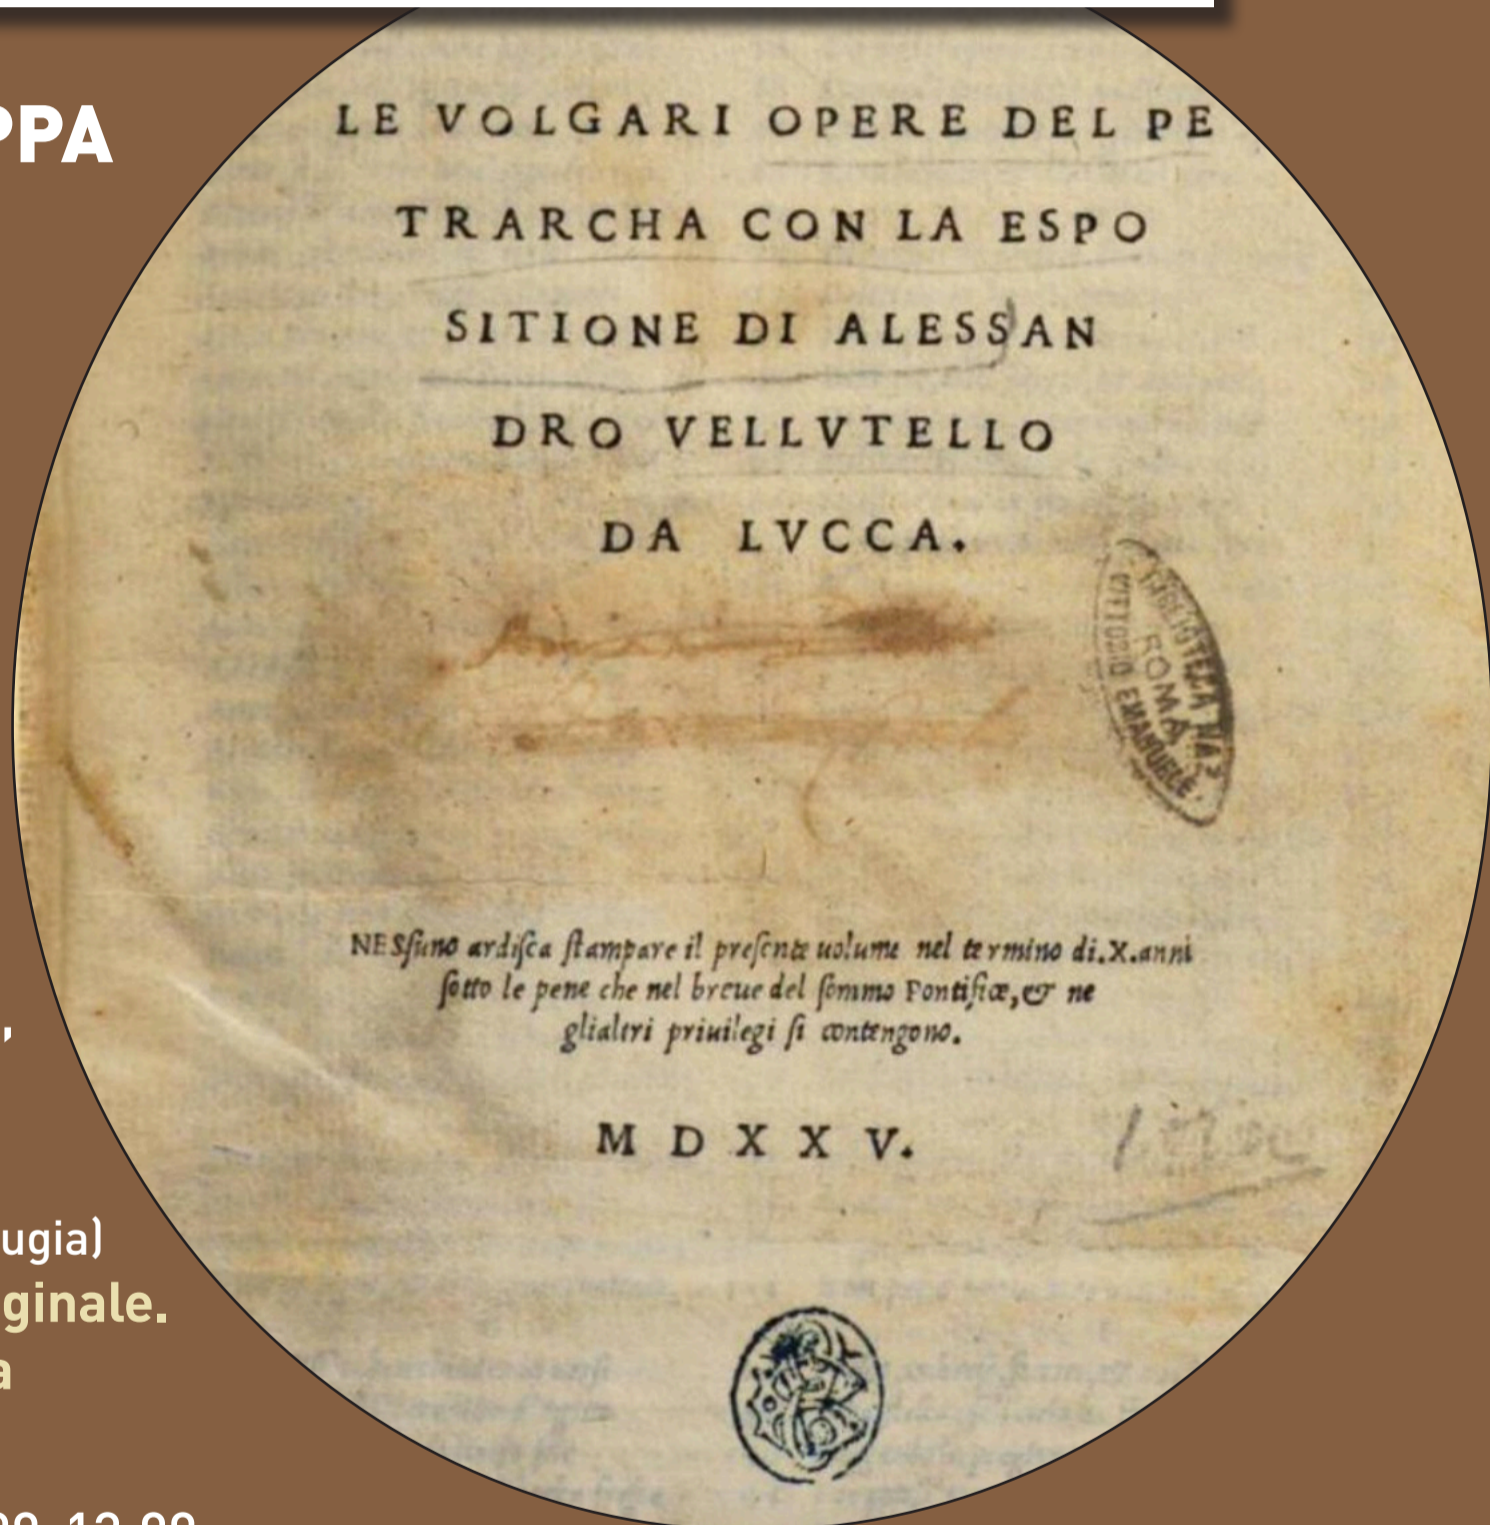 PPA
LE VOLGARI OPERE DEL PE
TRARCHA CON LA ESPO
SITIONE DI ALESSAN
DRO VELLVTELLO
DA LVCCA.
BIBLIOTECA NAZ
ROMA
VITTORIO EMANUELE
NESſuno ardiſca ſtampare il preſente uolume nel termino di.X.anni
ſotto le pene che nel breue del ſommo Pontifice, & ne
glialtri priuilegi ſi contengono.
,
M D X X V.
ugia)
ginale.
a